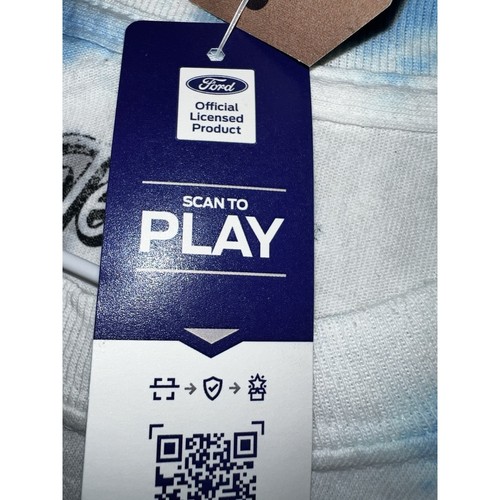 Ford
Official
Licensed
Product
SCAN TO
PLAY